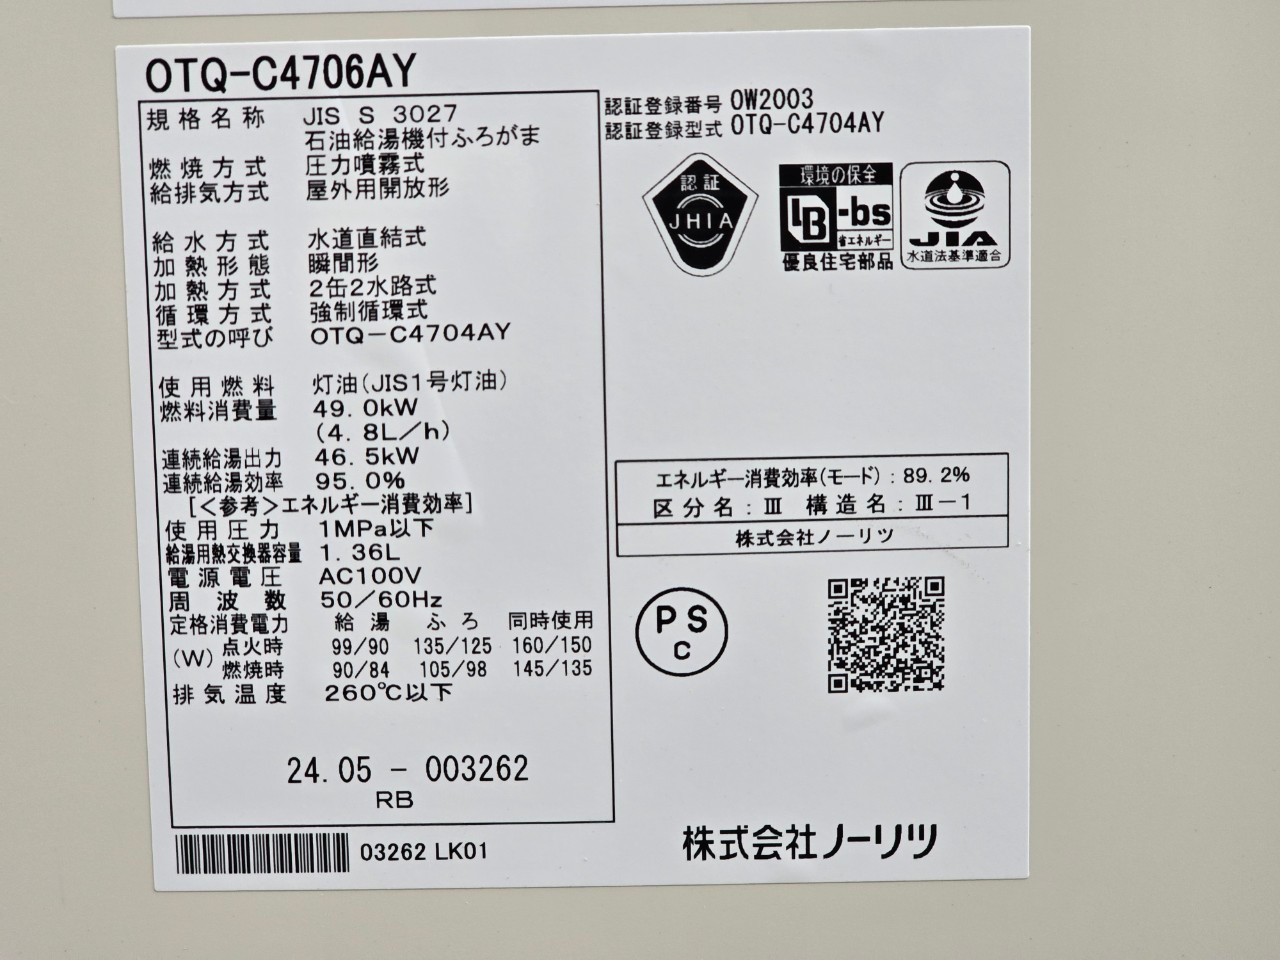 OTQ-C4706AY
規格名称 JIS S 3027
石油給湯機付ふろがま
燃焼方式 圧力噴霧式
給排気方式 屋外用開放形
給水方式 水道直結式
加熱形態 瞬間形
加熱方式 2缶2水路式
循環方式 強制循環式
型式の呼び OTQ-C4704AY
使用燃料 灯油(JIS1号灯油)
燃料消費量 49.0kW
(4.8L/h)
連続給湯出力 46.5kW
連続給湯効率 95.0%
[<参考>エネルギー消費効率]
使用圧力 1MPa以下
給湯用熱交換器容量 1.36L
電源電圧 AC100V
周波数 50/60Hz
定格消費電力 給湯 ふろ 同時使用
(W) 点火時 99/90 135/125 160/150
燃焼時 90/84 105/98 145/135
排気温度 260℃以下
24.05 - 003262
RB
03262 LK01
認証登録番号 OW2003
認証登録型式 OTQ-C4704AY
認証
JHIA
環境の保全
LB-bs
省エネルギー
優良住宅部品
JIA
水道法基準適合
エネルギー消費効率(モード):89.2%
区分名:Ⅲ 構造名:Ⅲ-1
株式会社ノーリツ
PS
C
株式会社ノーリツ